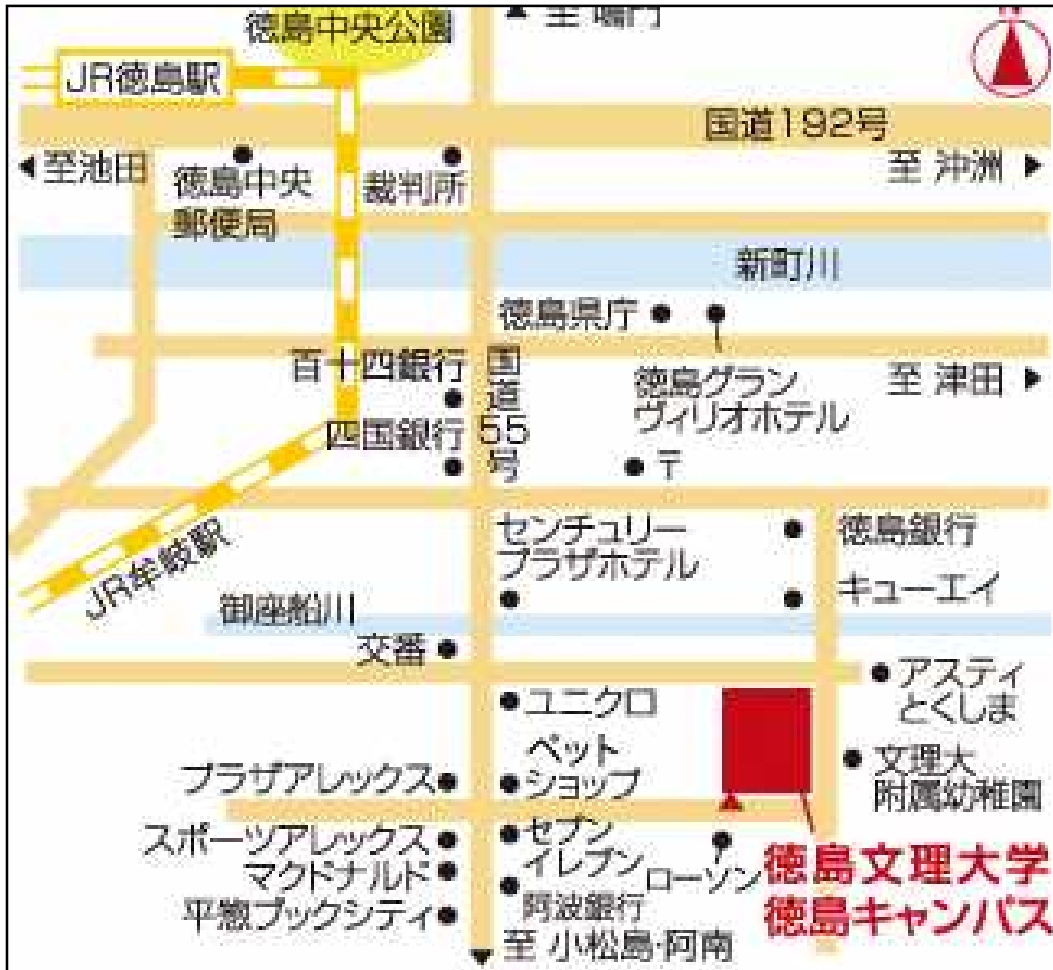 徳島中央公園
至 鳴門
N
JR徳島駅
国道192号
至池田
徳島中央
郵便局
裁判所
至 沖洲
新町川
徳島県庁
百十四銀行
国道55号
徳島グラン
ヴィリオホテル
至 津田
四国銀行
〒
センチュリー
プラザホテル
徳島銀行
JR牟岐駅
キューエイ
御座船川
交番
アスティ
とくしま
ユニクロ
ペット
ショップ
文理大
附属幼稚園
プラザアレックス
スポーツアレックス
セブン
イレブン
マクドナルド
ローソン
徳島文理大学
徳島キャンパス
平惣ブックシティ
阿波銀行
至 小松島・阿南